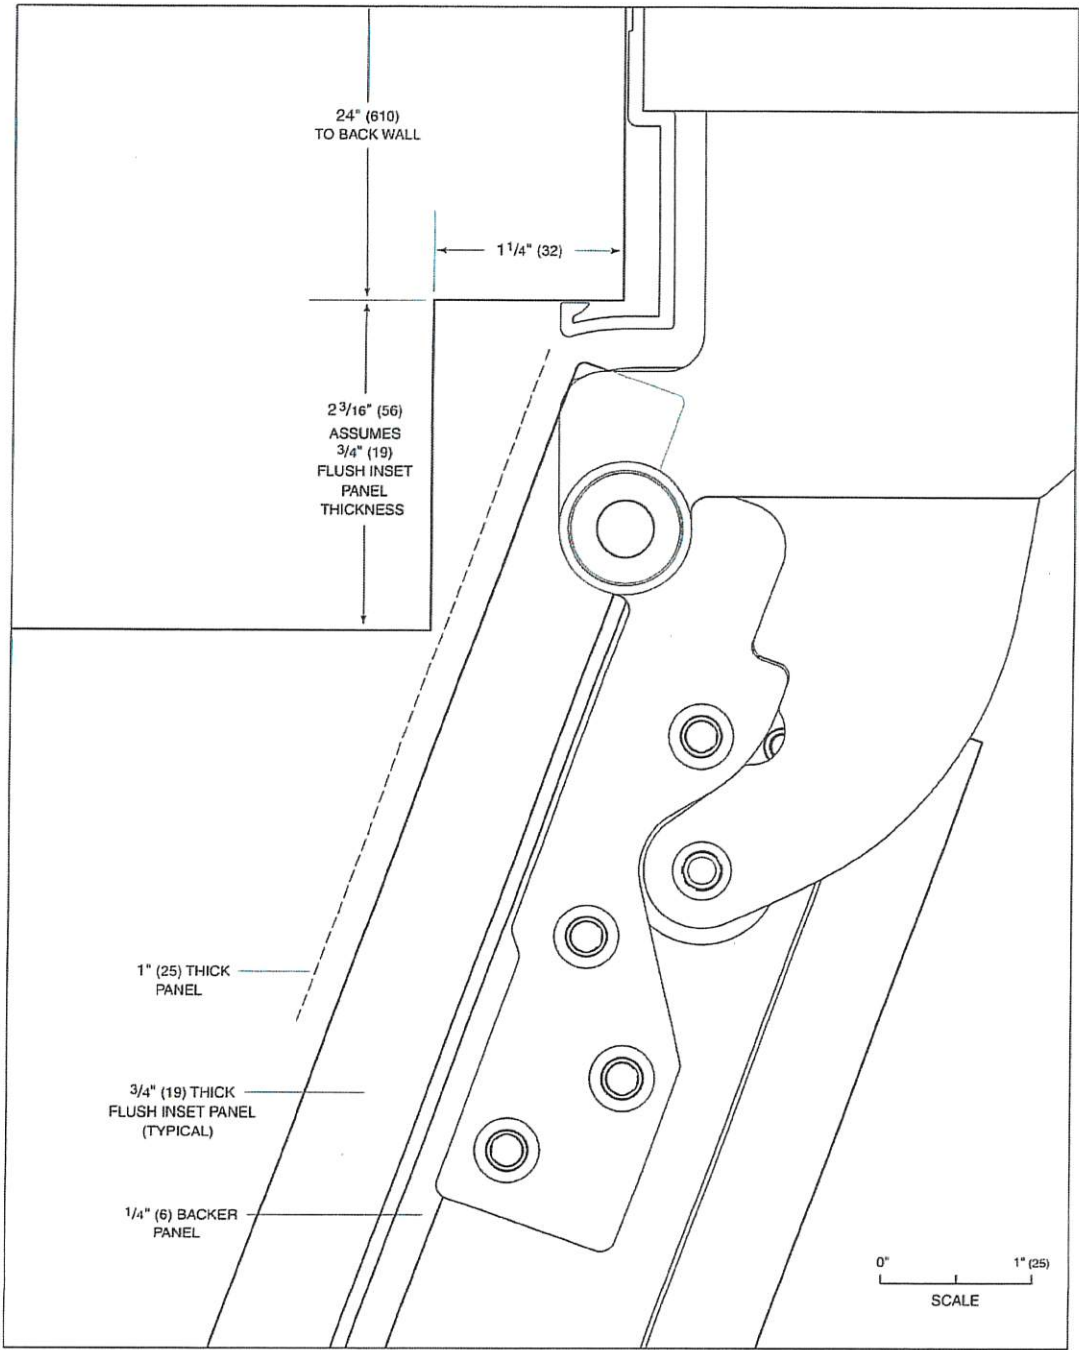 24" (610)
TO BACK WALL
1 1/4" (32)
2 3/16" (56)
ASSUMES
3/4" (19)
FLUSH INSET
PANEL
THICKNESS
1" (25) THICK
PANEL
3/4" (19) THICK
FLUSH INSET PANEL
(TYPICAL)
1/4" (6) BACKER
PANEL
0" 1" (25)
SCALE